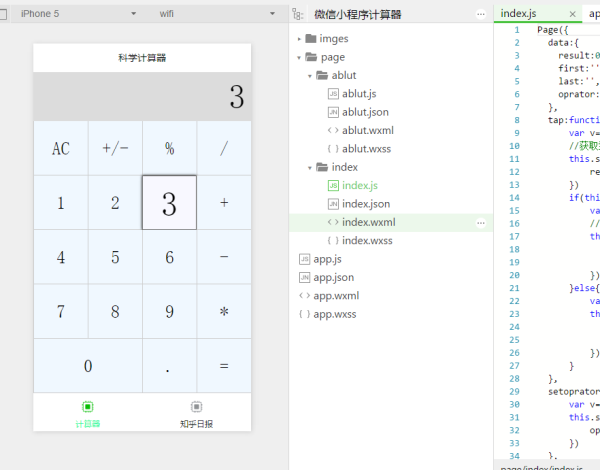 iPhone 5
wifi
科学计算器
3
AC +/- % /
1 2 3 +
4 5 6 -
7 8 9 *
0 . =
计算器
知乎日报
微信小程序计算器
imges
page
ablut
ablut.js
ablut.json
ablut.wxml
ablut.wxss
index
index.js
index.json
index.wxml
index.wxss
app.js
app.json
app.wxml
app.wxss
index.js
1 Page({
2 data:{
3 result:0
4 first:''
5 last:'',
6 oprator:
7 },
8 tap:functi
9 var v=
10 //获取
11 this.s
12 re
13 })
14 if(thi
15 va
16 //
17 th
18
19
20 })
21 }else{
22 va
23 th
24
25
26 })
27 }
28 },
29 setoprator
30 var v=
31 this.s
32 op
33 })
34 },
page/index/index.js